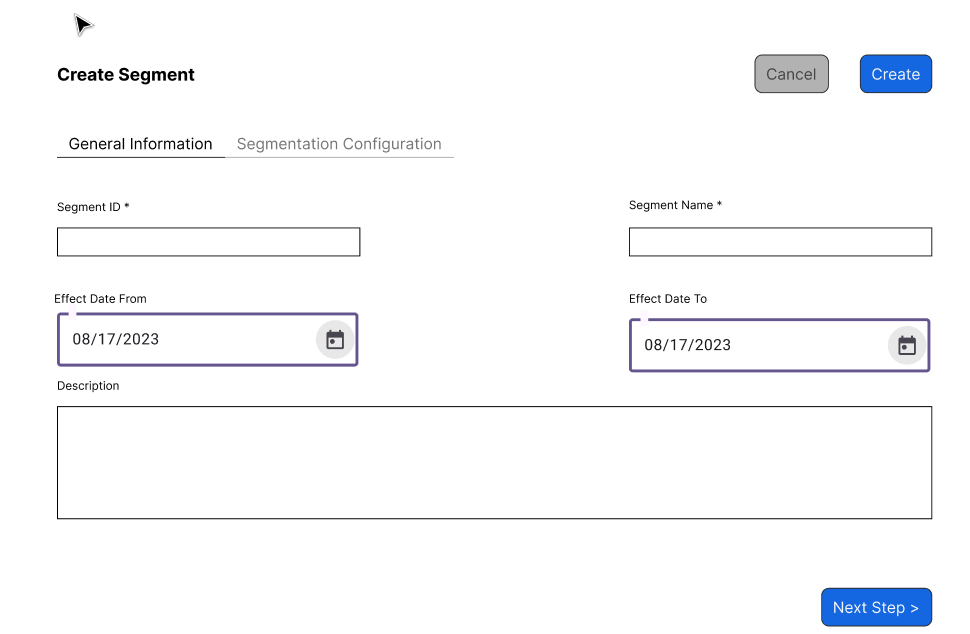 Create Segment
Cancel
Create
General Information
Segmentation Configuration
Segment ID *
Segment Name *
Effect Date From
Effect Date To
08/17/2023
08/17/2023
Description
Next Step >